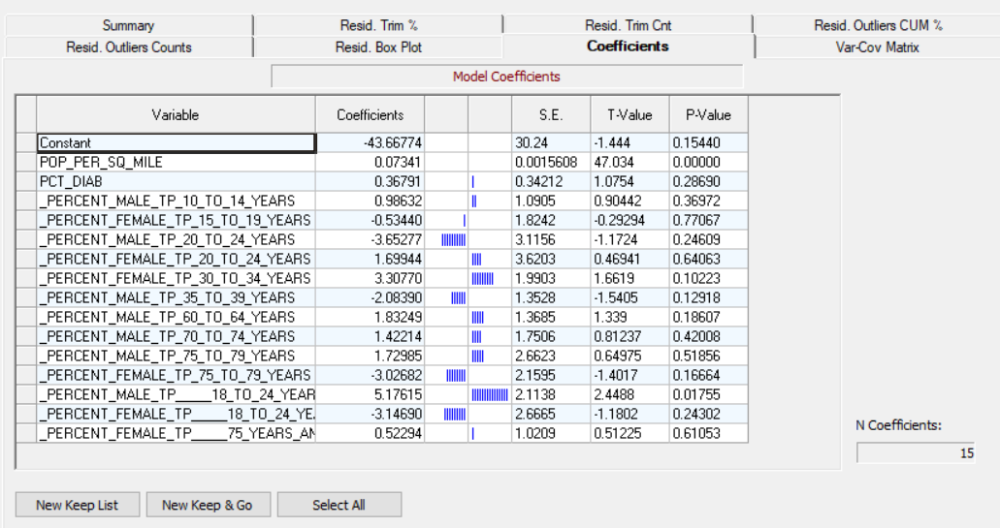 Summary Resid. Trim % Resid. Trim Cnt Resid. Outliers CUM %
Resid. Outliers Counts Resid. Box Plot Coefficients Var-Cov Matrix
Model Coefficients
Variable Coefficients S.E. T-Value P-Value
Constant -43.66774 30.24 -1.444 0.15440
POP_PER_SQ_MILE 0.07341 0.0015608 47.034 0.00000
PCT_DIAB 0.36791 0.34212 1.0754 0.28690
_PERCENT_MALE_TP_10_TO_14_YEARS 0.98632 1.0905 0.90442 0.36972
_PERCENT_FEMALE_TP_15_TO_19_YEARS -0.53440 1.8242 -0.29294 0.77067
_PERCENT_MALE_TP_20_TO_24_YEARS -3.65277 3.1156 -1.1724 0.24609
_PERCENT_FEMALE_TP_20_TO_24_YEARS 1.69944 3.6203 0.46941 0.64063
_PERCENT_FEMALE_TP_30_TO_34_YEARS 3.30770 1.9903 1.6619 0.10223
_PERCENT_MALE_TP_35_TO_39_YEARS -2.08390 1.3528 -1.5405 0.12918
_PERCENT_MALE_TP_60_TO_64_YEARS 1.83249 1.3685 1.339 0.18607
_PERCENT_MALE_TP_70_TO_74_YEARS 1.42214 1.7506 0.81237 0.42008
_PERCENT_MALE_TP_75_TO_79_YEARS 1.72985 2.6623 0.64975 0.51856
_PERCENT_FEMALE_TP_75_TO_79_YEARS -3.02682 2.1595 -1.4017 0.16664
_PERCENT_MALE_TP_____18_TO_24_YEAR 5.17615 2.1138 2.4488 0.01755
_PERCENT_FEMALE_TP_____18_TO_24_YE. -3.14690 2.6665 -1.1802 0.24302
_PERCENT_FEMALE_TP_____75_YEARS_AN 0.52294 1.0209 0.51225 0.61053
N Coefficients:
15
New Keep List New Keep & Go Select All